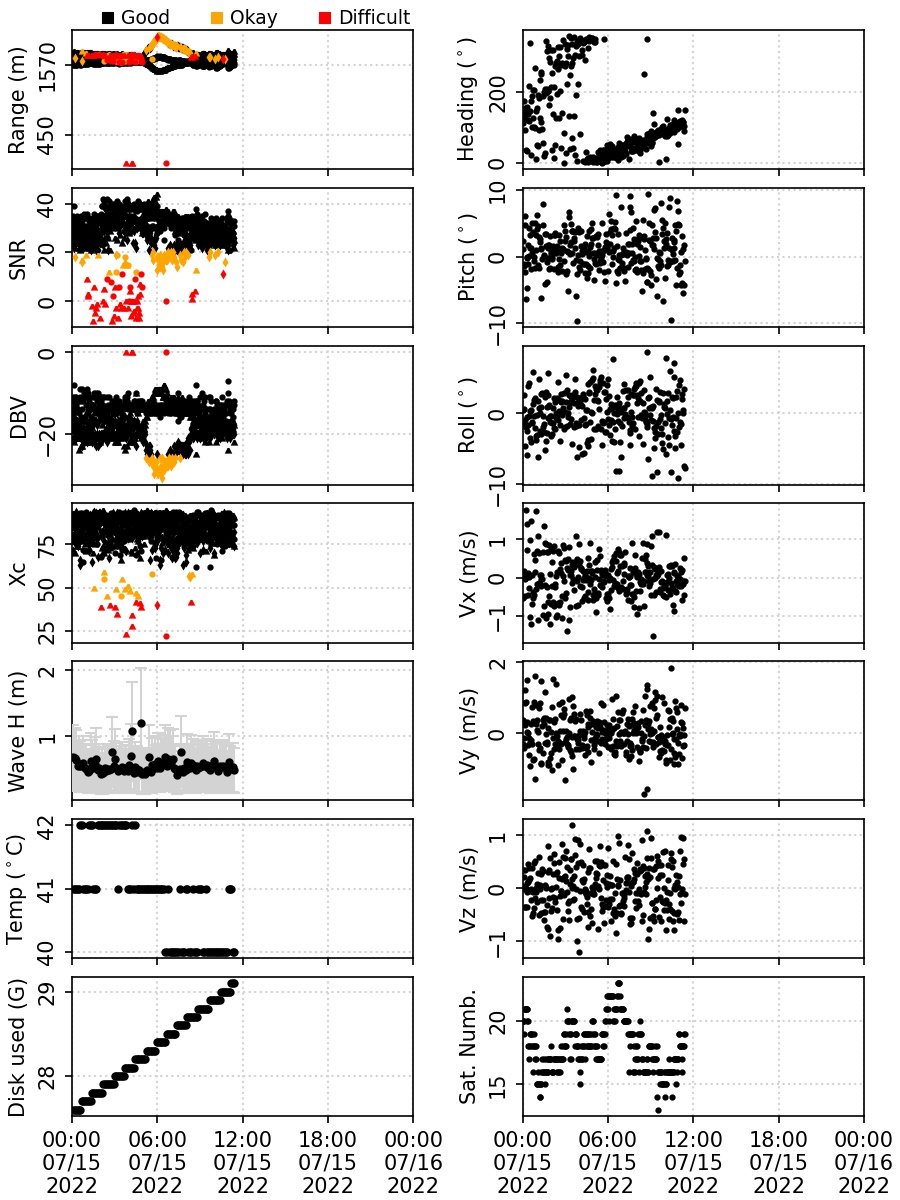 Good Okay Difficult
Range (m)
1570
450
Heading (°)
200
0
SNR
40
20
0
Pitch (°)
10
0
−10
DBV
0
−20
Roll (°)
0
−10
Xc
75
50
25
Vx (m/s)
1
0
−1
Wave H (m)
2
1
Vy (m/s)
2
0
Temp (°C)
42
41
40
Vz (m/s)
1
0
−1
Disk used (G)
29
28
Sat. Numb.
20
15
00:00 06:00 12:00 18:00 00:00
07/15 07/15 07/15 07/15 07/16
2022 2022 2022 2022 2022
00:00 06:00 12:00 18:00 00:00
07/15 07/15 07/15 07/15 07/16
2022 2022 2022 2022 2022